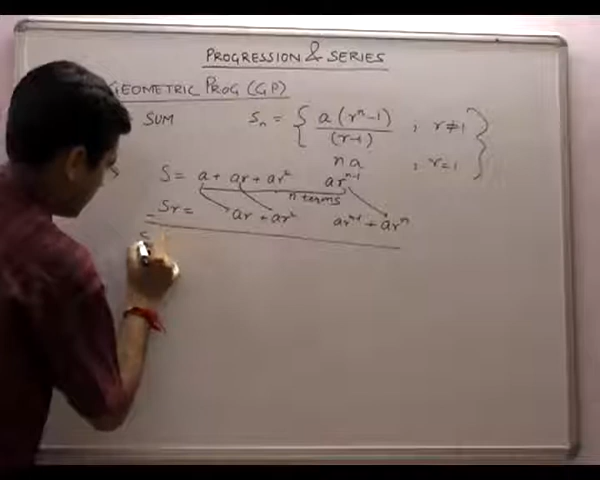 PROGRESSION & SERIES
GEOMETRIC PROG (GP)
SUM Sₙ = { a (rⁿ-1) / (r-1) , r≠1
na , r=1 }
S = a + ar + ar² arⁿ⁻¹
n terms
- Sr = ar + ar² arⁿ⁻¹ + arⁿ
S